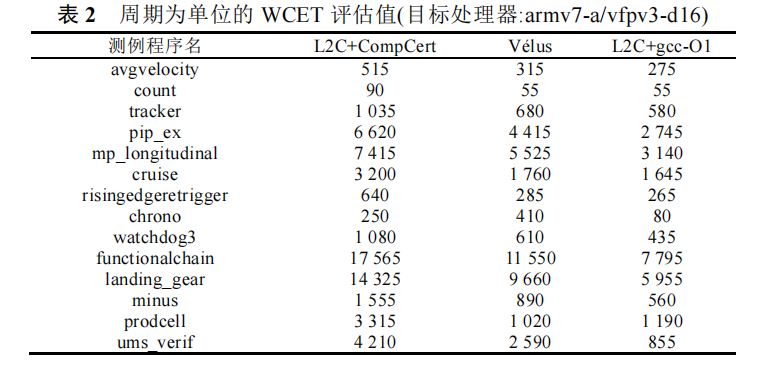 表 2 周期为单位的 WCET 评估值(目标处理器:armv7-a/vfpv3-d16)
测例程序名 L2C+CompCert Vélus L2C+gcc-O1
avgvelocity 515 315 275
count 90 55 55
tracker 1 035 680 580
pip_ex 6 620 4 415 2 745
mp_longitudinal 7 415 5 525 3 140
cruise 3 200 1 760 1 645
risingedgeretrigger 640 285 265
chrono 250 410 80
watchdog3 1 080 610 435
functionalchain 17 565 11 550 7 795
landing_gear 14 325 9 660 5 955
minus 1 555 890 560
prodcell 3 315 1 020 1 190
ums_verif 4 210 2 590 855